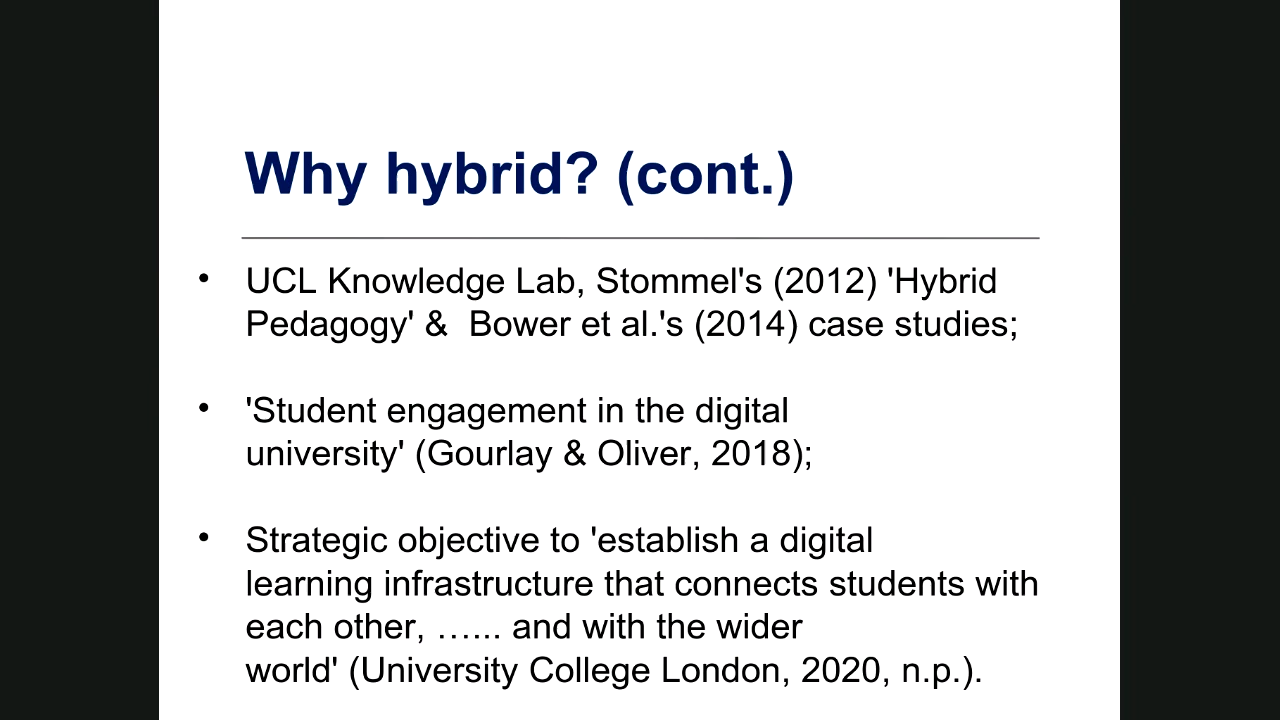 Why hybrid? (cont.)
• UCL Knowledge Lab, Stommel's (2012) 'Hybrid
Pedagogy' &  Bower et al.'s (2014) case studies;
• 'Student engagement in the digital
university' (Gourlay & Oliver, 2018);
• Strategic objective to 'establish a digital
learning infrastructure that connects students with
each other, …... and with the wider
world' (University College London, 2020, n.p.).